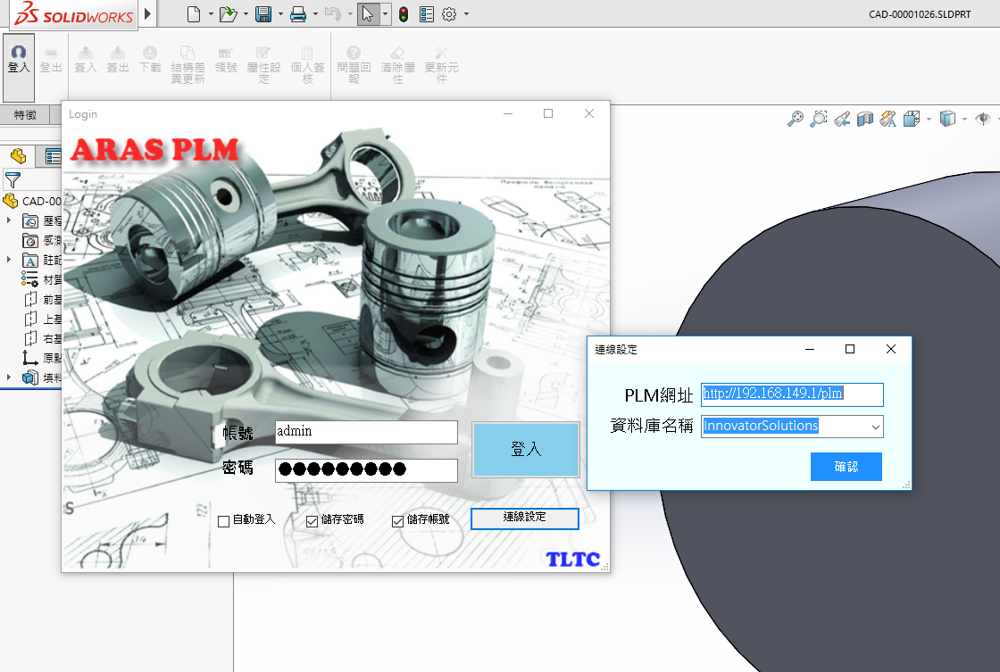 SOLIDWORKS
CAD-00001026.SLDPRT
登入 登出 簽入 簽出 下載 結構差異更新 領號 屬性設定 個人簽核 問題回報 清除屬性 更新元件
特徵
CAD-00
歷程
感測
A 註記
材質
前基
上基
右基
原點
填料
Login
ARAS PLM
帳號 admin
密碼
登入
自動登入 儲存密碼 儲存帳號 連線設定
TLTC
連線設定
PLM網址 http://192.168.149.1/plm
資料庫名稱 InnovatorSolutions
確認